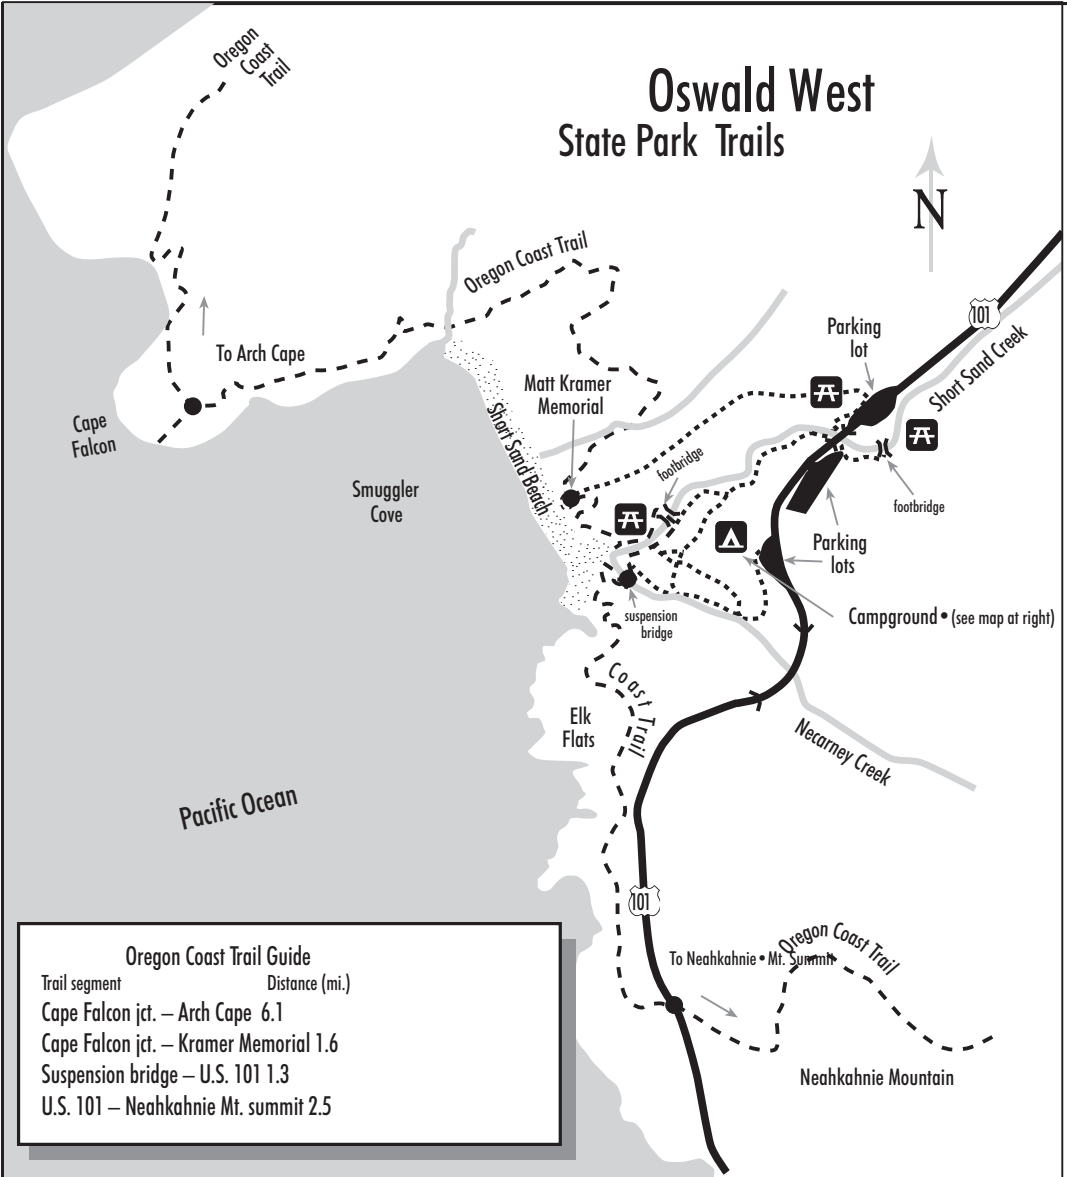 Oregon
Coast
Trail
Oswald West
State Park Trails
N
Oregon Coast Trail
101
Parking
lot
Short Sand Creek
To Arch Cape
Matt Kramer
Memorial
Cape
Falcon
Short Sand Beach
footbridge
footbridge
Smuggler
Cove
Parking
lots
suspension
bridge
Campground • (see map at right)
Coast Trail
Elk
Flats
Necarney Creek
Pacific Ocean
101
Oregon Coast Trail
To Neahkahnie • Mt. Summit
Neahkahnie Mountain
Oregon Coast Trail Guide
Trail segment Distance (mi.)
Cape Falcon jct. – Arch Cape 6.1
Cape Falcon jct. – Kramer Memorial 1.6
Suspension bridge – U.S. 101 1.3
U.S. 101 – Neahkahnie Mt. summit 2.5